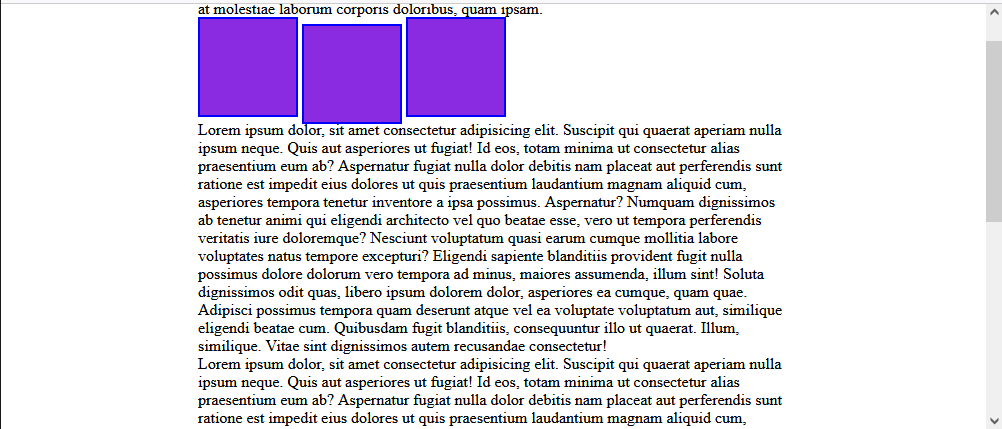 at molestiae laborum corporis doloribus, quam ipsam.
Lorem ipsum dolor, sit amet consectetur adipisicing elit. Suscipit qui quaerat aperiam nulla
ipsum neque. Quis aut asperiores ut fugiat! Id eos, totam minima ut consectetur alias
praesentium eum ab? Aspernatur fugiat nulla dolor debitis nam placeat aut perferendis sunt
ratione est impedit eius dolores ut quis praesentium laudantium magnam aliquid cum,
asperiores tempora tenetur inventore a ipsa possimus. Aspernatur? Numquam dignissimos
ab tenetur animi qui eligendi architecto vel quo beatae esse, vero ut tempora perferendis
veritatis iure doloremque? Nesciunt voluptatum quasi earum cumque mollitia labore
voluptates natus tempore excepturi? Eligendi sapiente blanditiis provident fugit nulla
possimus dolore dolorum vero tempora ad minus, maiores assumenda, illum sint! Soluta
dignissimos odit quas, libero ipsum dolorem dolor, asperiores ea cumque, quam quae.
Adipisci possimus tempora quam deserunt atque vel ea voluptate voluptatum aut, similique
eligendi beatae cum. Quibusdam fugit blanditiis, consequuntur illo ut quaerat. Illum,
similique. Vitae sint dignissimos autem recusandae consectetur!
Lorem ipsum dolor, sit amet consectetur adipisicing elit. Suscipit qui quaerat aperiam nulla
ipsum neque. Quis aut asperiores ut fugiat! Id eos, totam minima ut consectetur alias
praesentium eum ab? Aspernatur fugiat nulla dolor debitis nam placeat aut perferendis sunt
ratione est impedit eius dolores ut quis praesentium laudantium magnam aliquid cum,